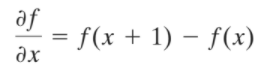 ∂f/∂x = f(x + 1) − f(x)